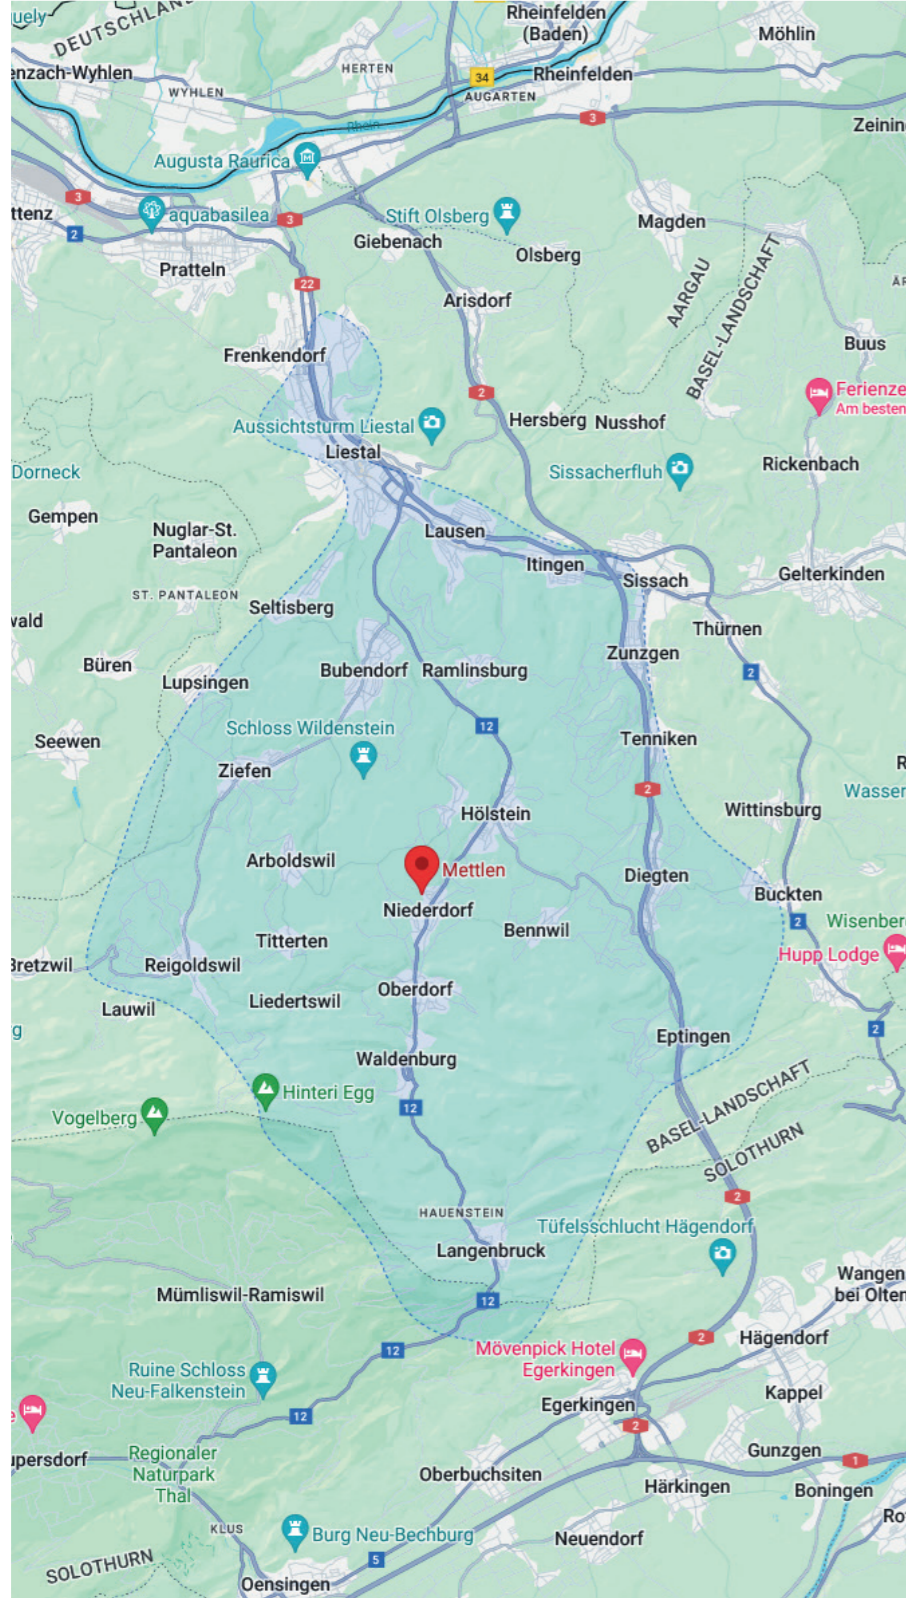 DEUTSCHLAN
Rheinfelden
(Baden)
Möhlin
enzach-Wyhlen
HERTEN
WYHLEN
34
Rheinfelden
AUGARTEN
Rhein
3
Zeining
Augusta Raurica
3
ttenz
aquabasilea
3
Stift Olsberg
Magden
2
Giebenach
Olsberg
Pratteln
22
Arisdorf
AARGAU
BASEL-LANDSCHAFT
Frenkendorf
Buus
2
Ferienze
Am besten
Aussichtsturm Liestal
Hersberg
Nusshof
Liestal
Dorneck
Sissacherfluh
Rickenbach
Gempen
Nuglar-St.
Pantaleon
Lausen
Itingen
Sissach
Gelterkinden
ST. PANTALEON
Seltisberg
wald
Thürnen
Büren
Lupsingen
Bubendorf
Ramlinsburg
Zunzgen
2
Seewen
Schloss Wildenstein
12
Tenniken
Ziefen
R
2
Wasser
Hölstein
Wittinsburg
Arboldswil
Mettlen
Diegten
Buckten
Niederdorf
2
Wisenberg
Titterten
Bennwil
Bretzwil
Reigoldswil
Hupp Lodge
Lauwil
Liedertswil
Oberdorf
g
2
Eptingen
Waldenburg
Hinteri Egg
Vogelberg
12
BASEL-LANDSCHAFT
SOLOTHURN
2
HAUENSTEIN
Tüfelsschlucht Hägendorf
Langenbruck
Wangen
bei Olten
Mümliswil-Ramiswil
12
12
2
Hägendorf
Mövenpick Hotel
Egerkingen
Ruine Schloss
Neu-Falkenstein
Kappel
12
Egerkingen
2
upersdorf
Regionaler
Naturpark
Thal
Gunzgen
1
Oberbuchsiten
Härkingen
Boningen
Ro
KLUS
Burg Neu-Bechburg
Neuendorf
5
SOLOTHURN
Oensingen